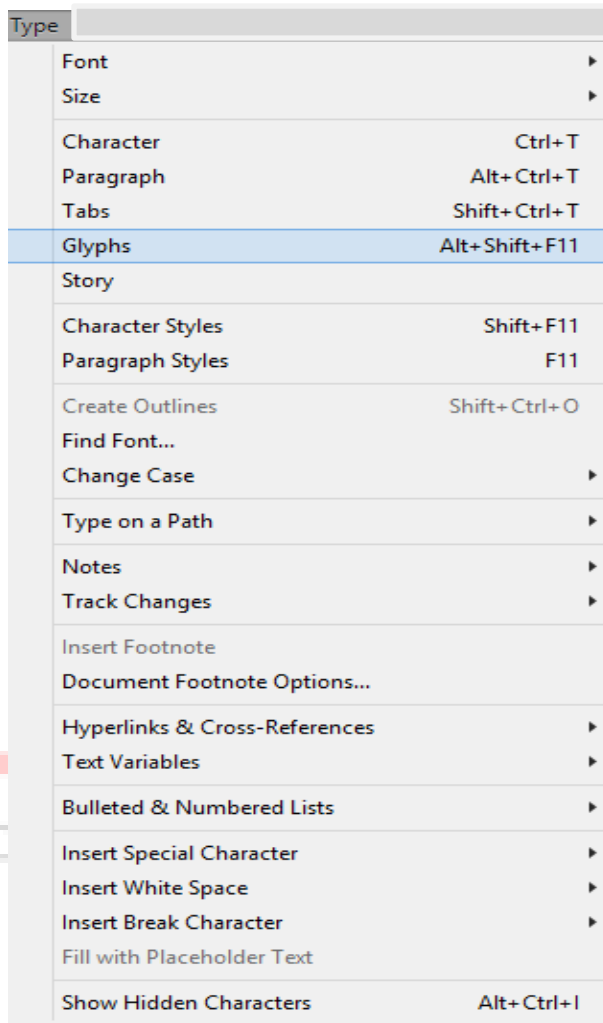 Type
Font
Size
Character Ctrl+T
Paragraph Alt+Ctrl+T
Tabs Shift+Ctrl+T
Glyphs Alt+Shift+F11
Story
Character Styles Shift+F11
Paragraph Styles F11
Create Outlines Shift+Ctrl+O
Find Font...
Change Case
Type on a Path
Notes
Track Changes
Insert Footnote
Document Footnote Options...
Hyperlinks & Cross-References
Text Variables
Bulleted & Numbered Lists
Insert Special Character
Insert White Space
Insert Break Character
Fill with Placeholder Text
Show Hidden Characters Alt+Ctrl+I